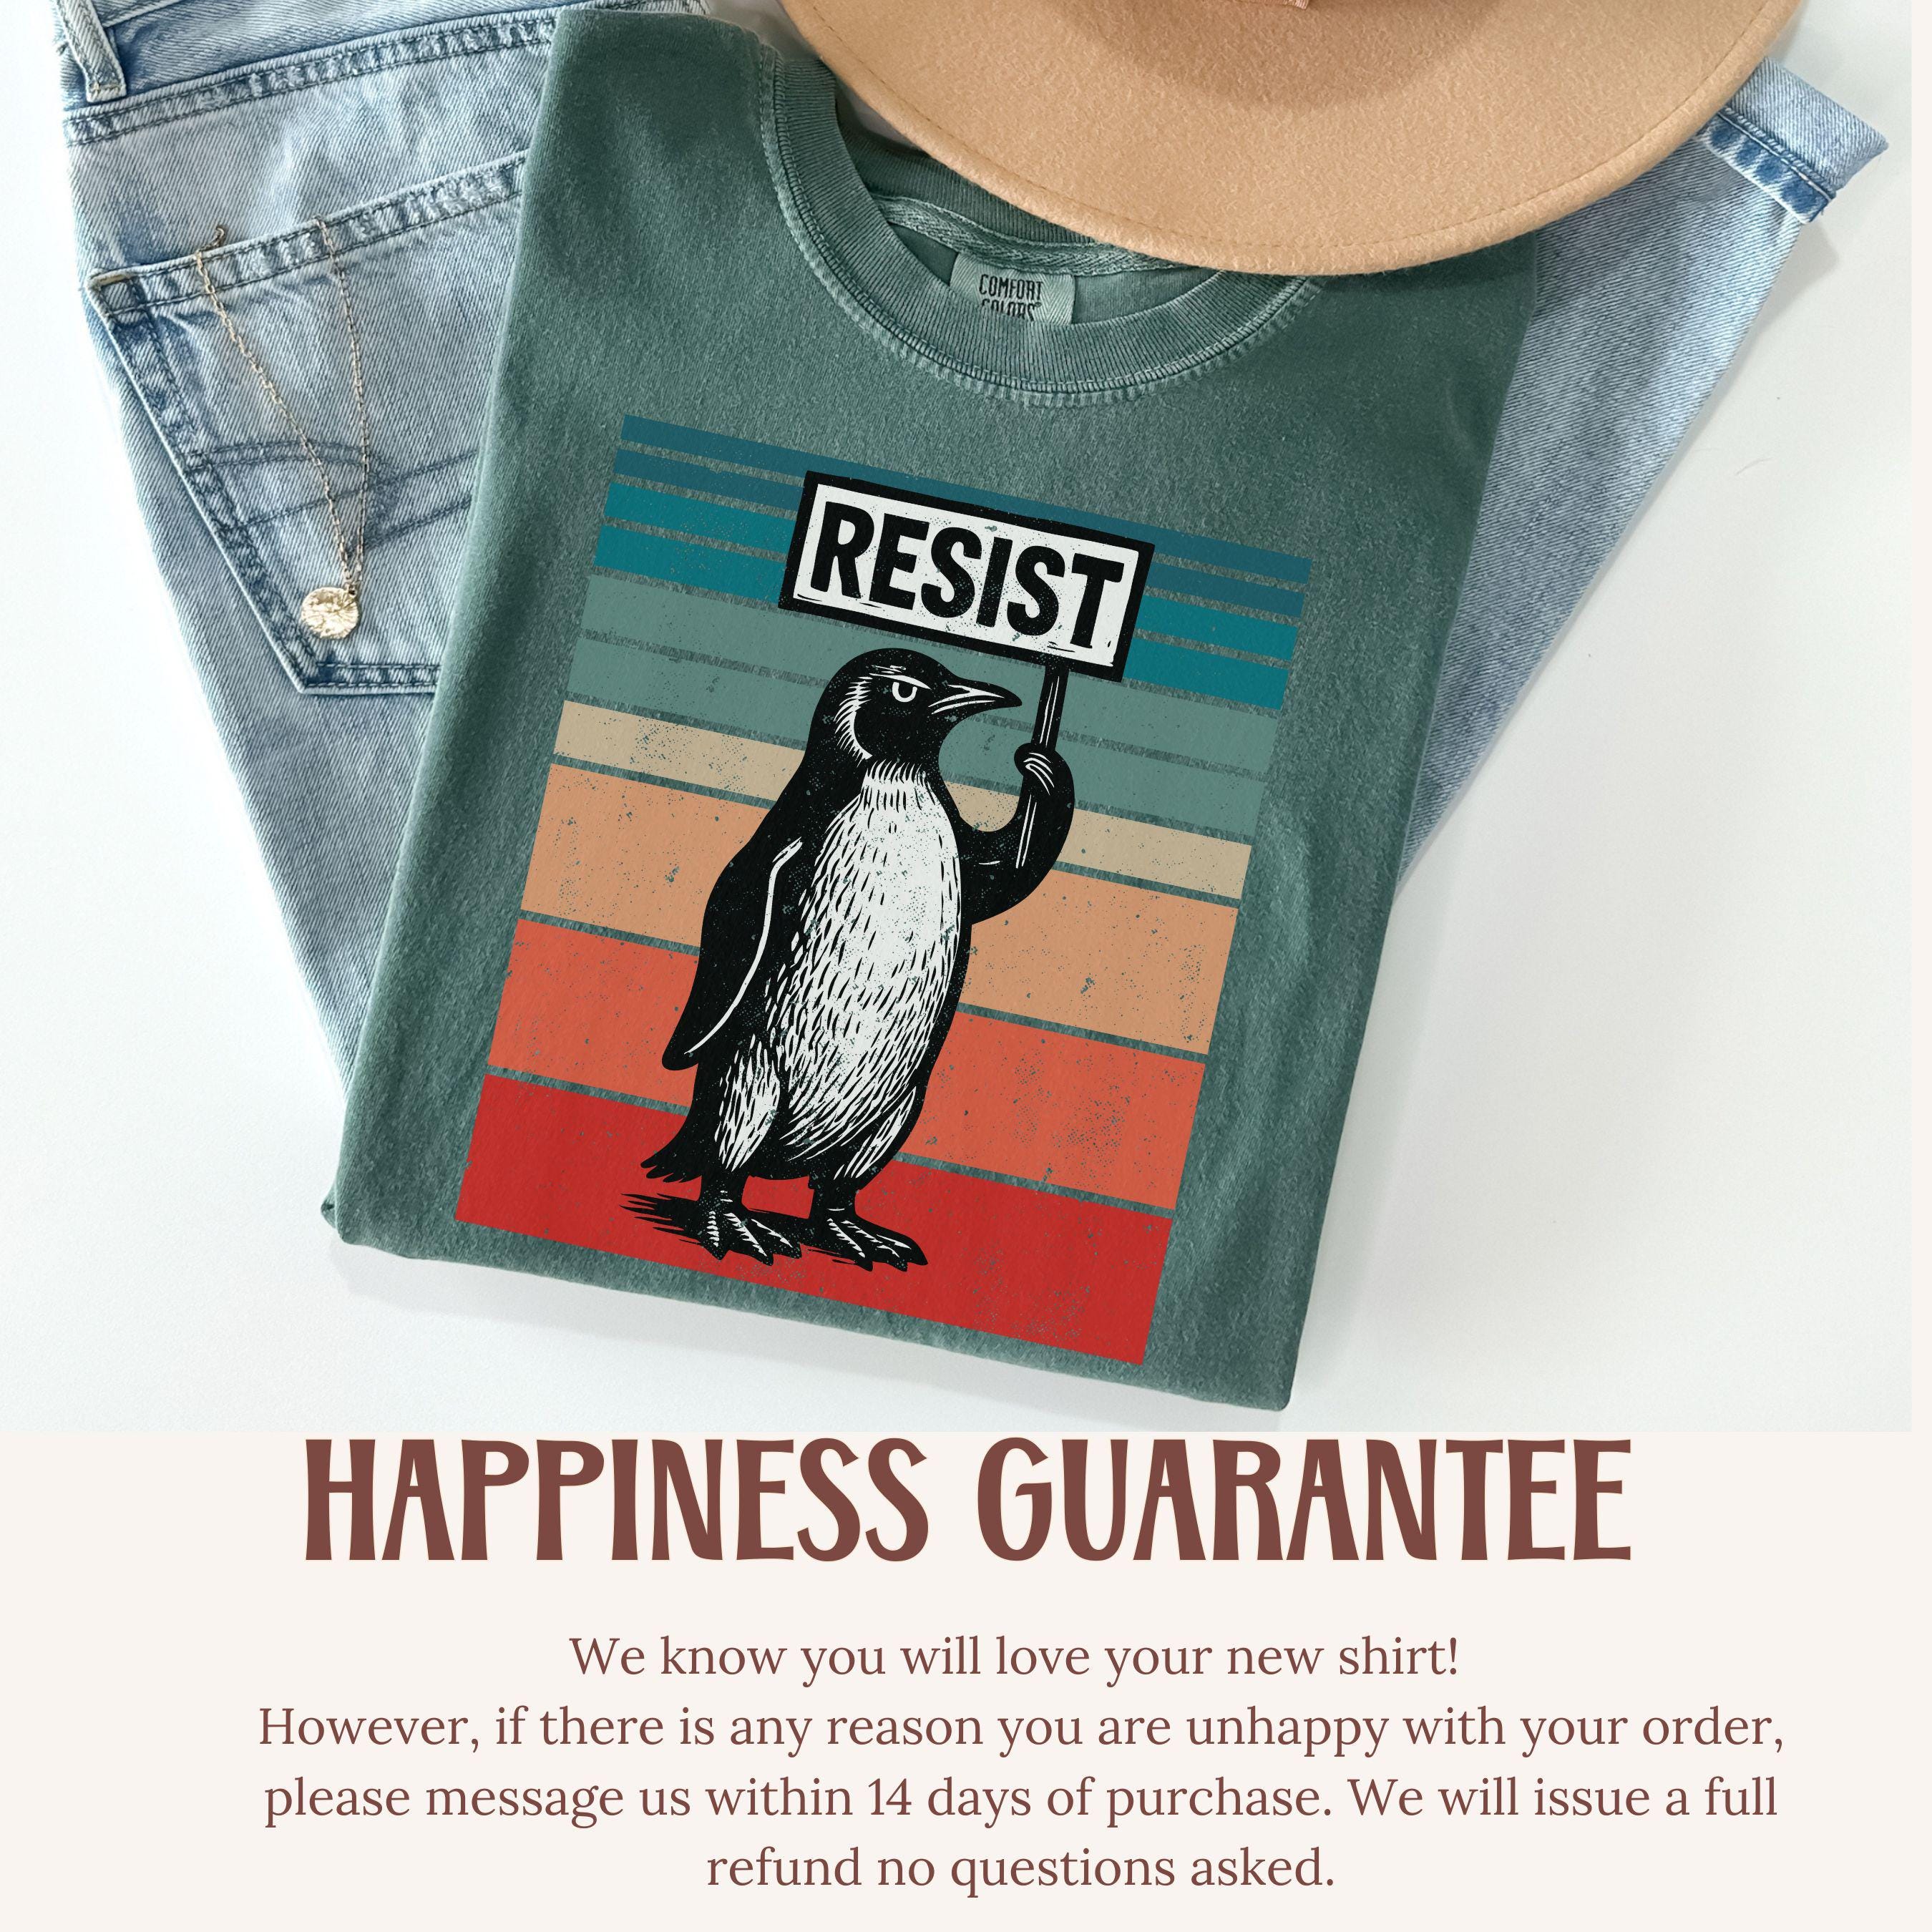 COMFORT
COLORS
RESIST
HAPPINESS GUARANTEE
We know you will love your new shirt!
However, if there is any reason you are unhappy with your order,
please message us within 14 days of purchase. We will issue a full
refund no questions asked.